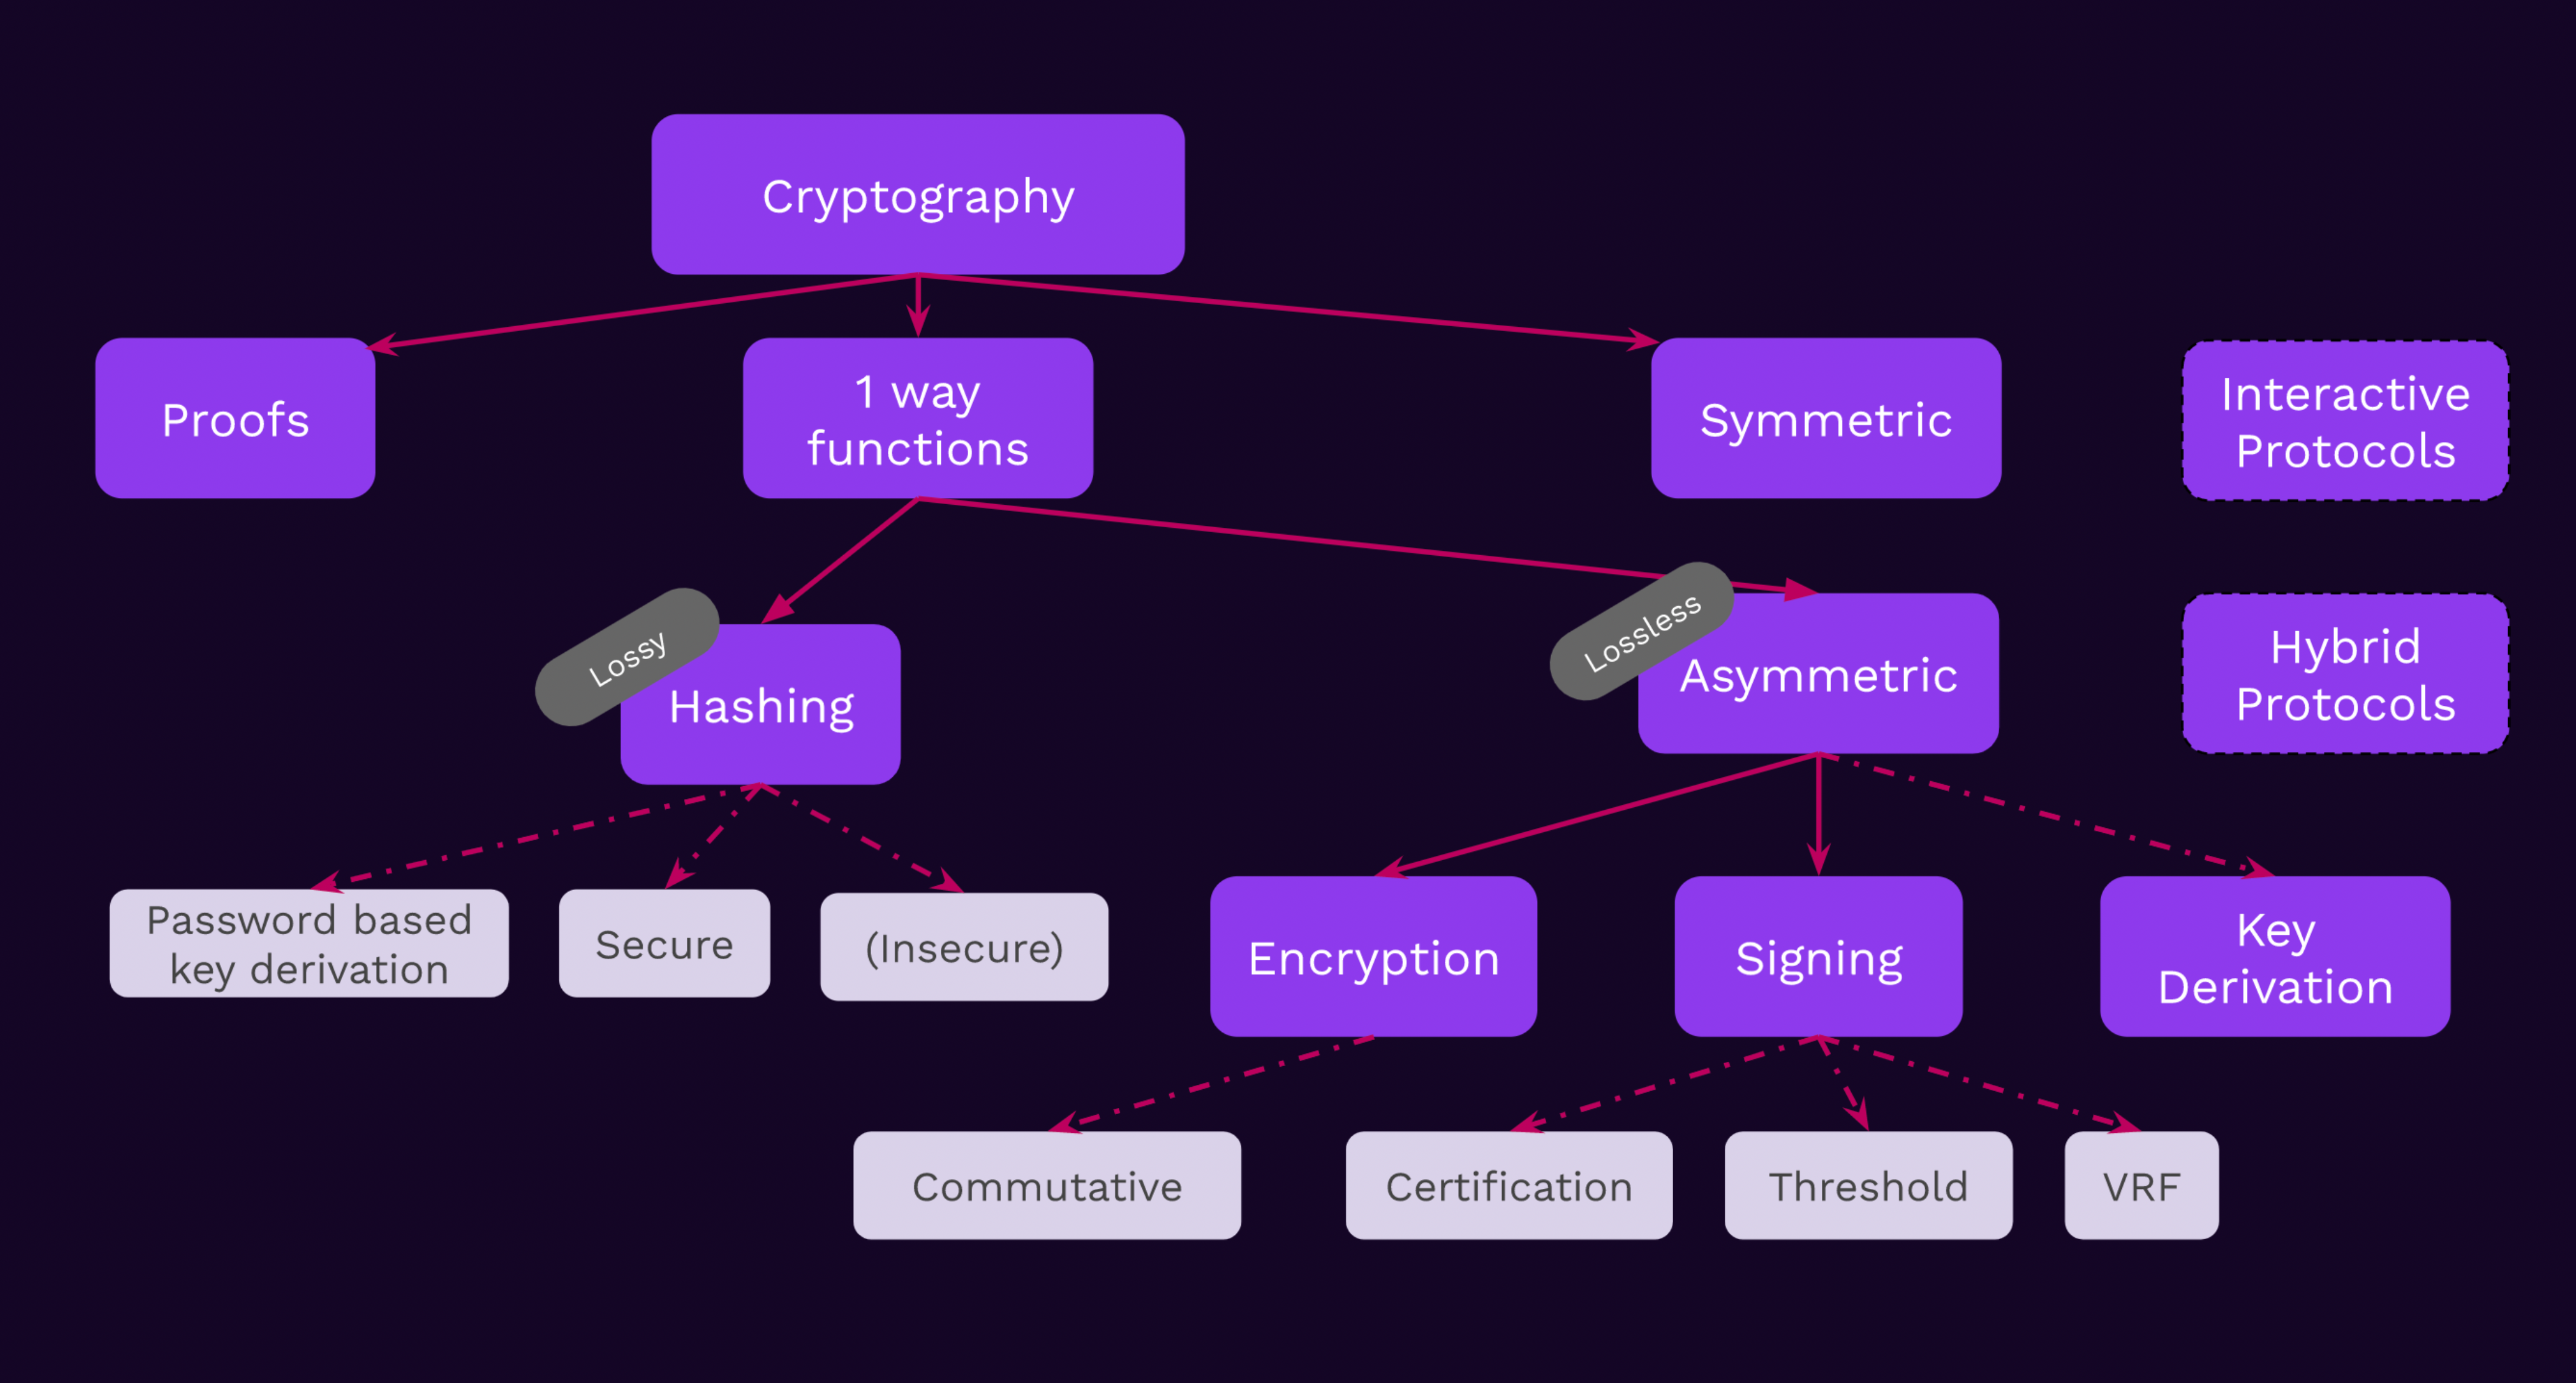 Cryptography
Proofs
1 way
functions
Symmetric
Interactive
Protocols
Lossy
Hashing
Lossless
Asymmetric
Hybrid
Protocols
Password based
key derivation
Secure
(Insecure)
Encryption
Signing
Key
Derivation
Commutative
Certification
Threshold
VRF